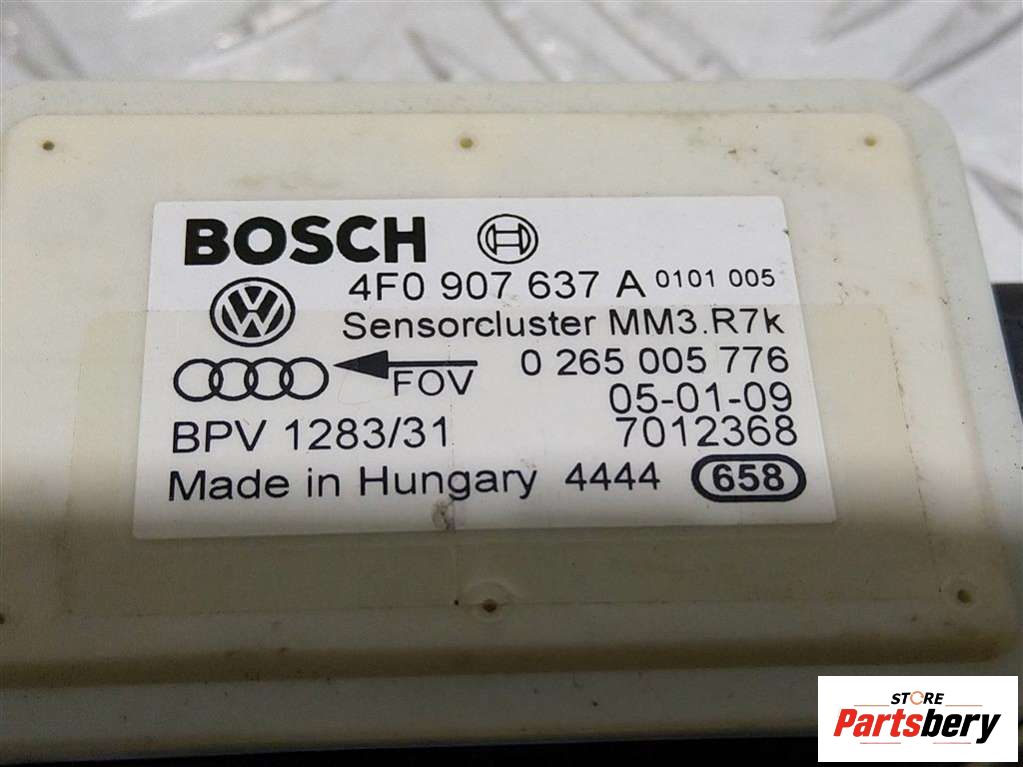 BOSCH
4F0 907 637 A 0101 005
Sensorcluster MM3.R7k
FOV 0 265 005 776
05-01-09
BPV 1283/31 7012368
Made in Hungary 4444 658
STORE
Partsbery